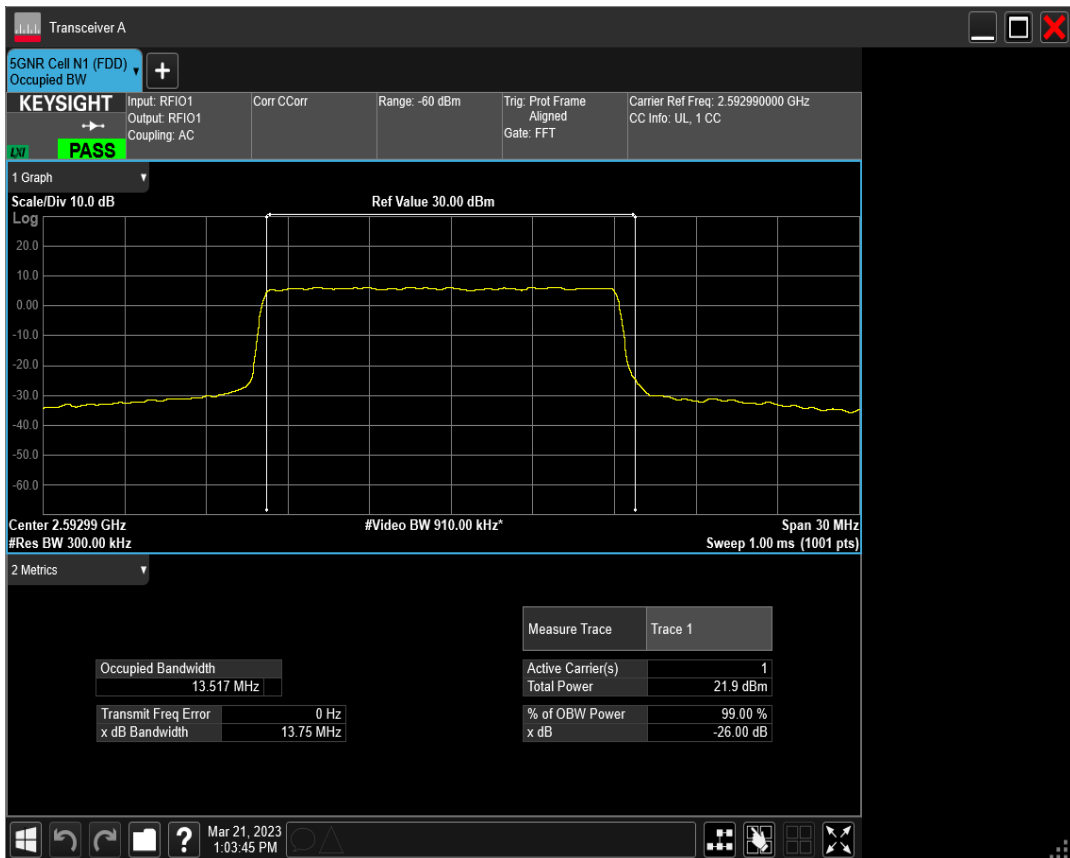 Transceiver A
5GNR Cell N1 (FDD)
Occupied BW
KEYSIGHT
LXI
PASS
Input: RFIO1
Output: RFIO1
Coupling: AC
Corr CCorr
Range: -60 dBm
Trig: Prot Frame
Aligned
Gate: FFT
Carrier Ref Freq: 2.592990000 GHz
CC Info: UL, 1 CC
1 Graph
Scale/Div 10.0 dB
Ref Value 30.00 dBm
Log
20.0
10.0
0.00
-10.0
-20.0
-30.0
-40.0
-50.0
-60.0
Center 2.59299 GHz
#Video BW 910.00 kHz*
Span 30 MHz
#Res BW 300.00 kHz
Sweep 1.00 ms (1001 pts)
2 Metrics
Measure Trace Trace 1
Occupied Bandwidth
13.517 MHz
Active Carrier(s) 1
Total Power 21.9 dBm
Transmit Freq Error 0 Hz
x dB Bandwidth 13.75 MHz
% of OBW Power 99.00 %
x dB -26.00 dB
?
Mar 21, 2023
1:03:45 PM